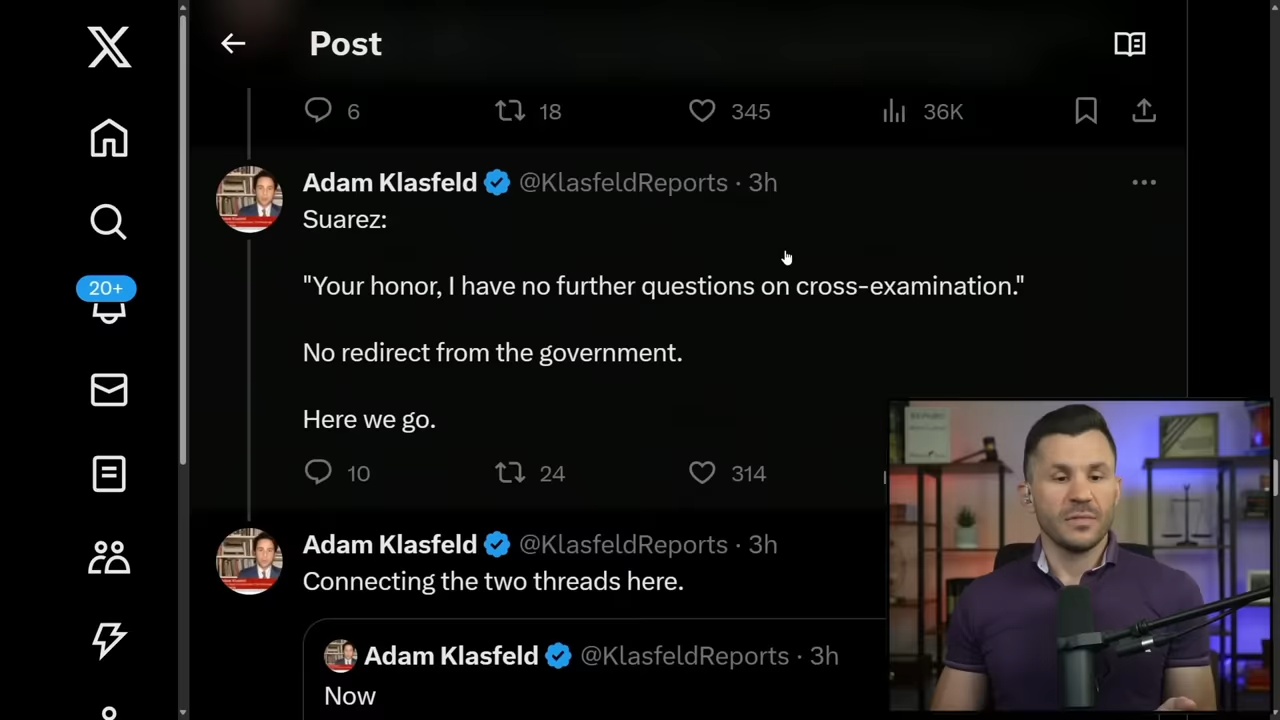 Post
6
18
345
36K
Adam Klasfeld @KlasfeldReports · 3h
Suarez:
"Your honor, I have no further questions on cross-examination."
No redirect from the government.
Here we go.
20+
10
24
314
Adam Klasfeld @KlasfeldReports · 3h
Connecting the two threads here.
Adam Klasfeld @KlasfeldReports · 3h
Now